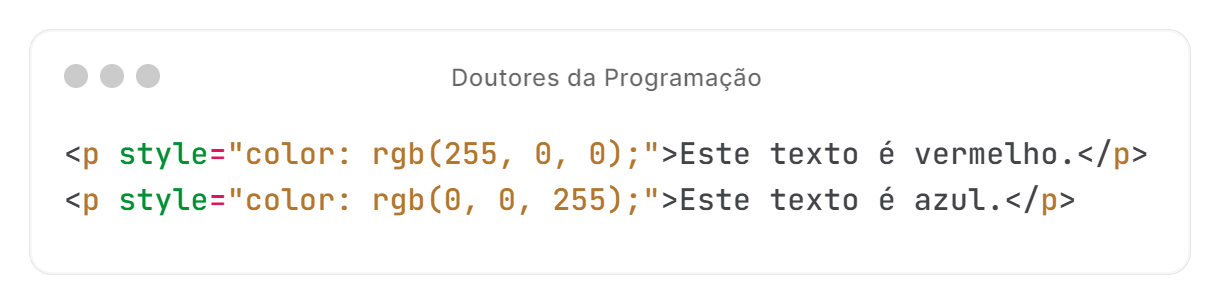 Doutores da Programação
<p style="color: rgb(255, 0, 0);">Este texto é vermelho.</p>
<p style="color: rgb(0, 0, 255);">Este texto é azul.</p>